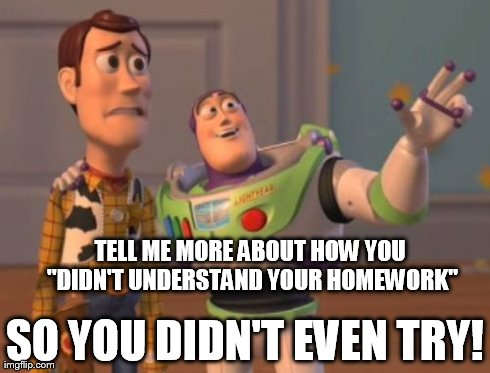 LIGHTYEAR
TELL ME MORE ABOUT HOW YOU
"DIDN'T UNDERSTAND YOUR HOMEWORK"
SO YOU DIDN'T EVEN TRY!
imgflip.com